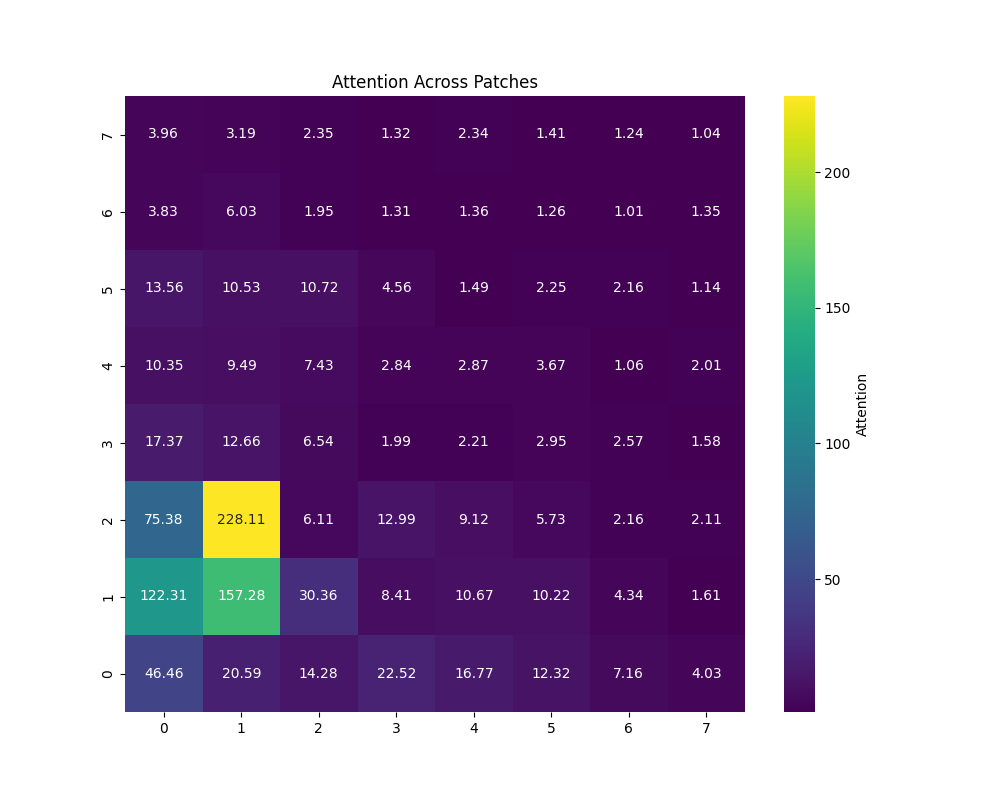 Attention Across Patches
7 3.96 3.19 2.35 1.32 2.34 1.41 1.24 1.04
6 3.83 6.03 1.95 1.31 1.36 1.26 1.01 1.35
5 13.56 10.53 10.72 4.56 1.49 2.25 2.16 1.14
4 10.35 9.49 7.43 2.84 2.87 3.67 1.06 2.01
3 17.37 12.66 6.54 1.99 2.21 2.95 2.57 1.58
2 75.38 228.11 6.11 12.99 9.12 5.73 2.16 2.11
1 122.31 157.28 30.36 8.41 10.67 10.22 4.34 1.61
0 46.46 20.59 14.28 22.52 16.77 12.32 7.16 4.03
0 1 2 3 4 5 6 7
200
150
100
50
Attention